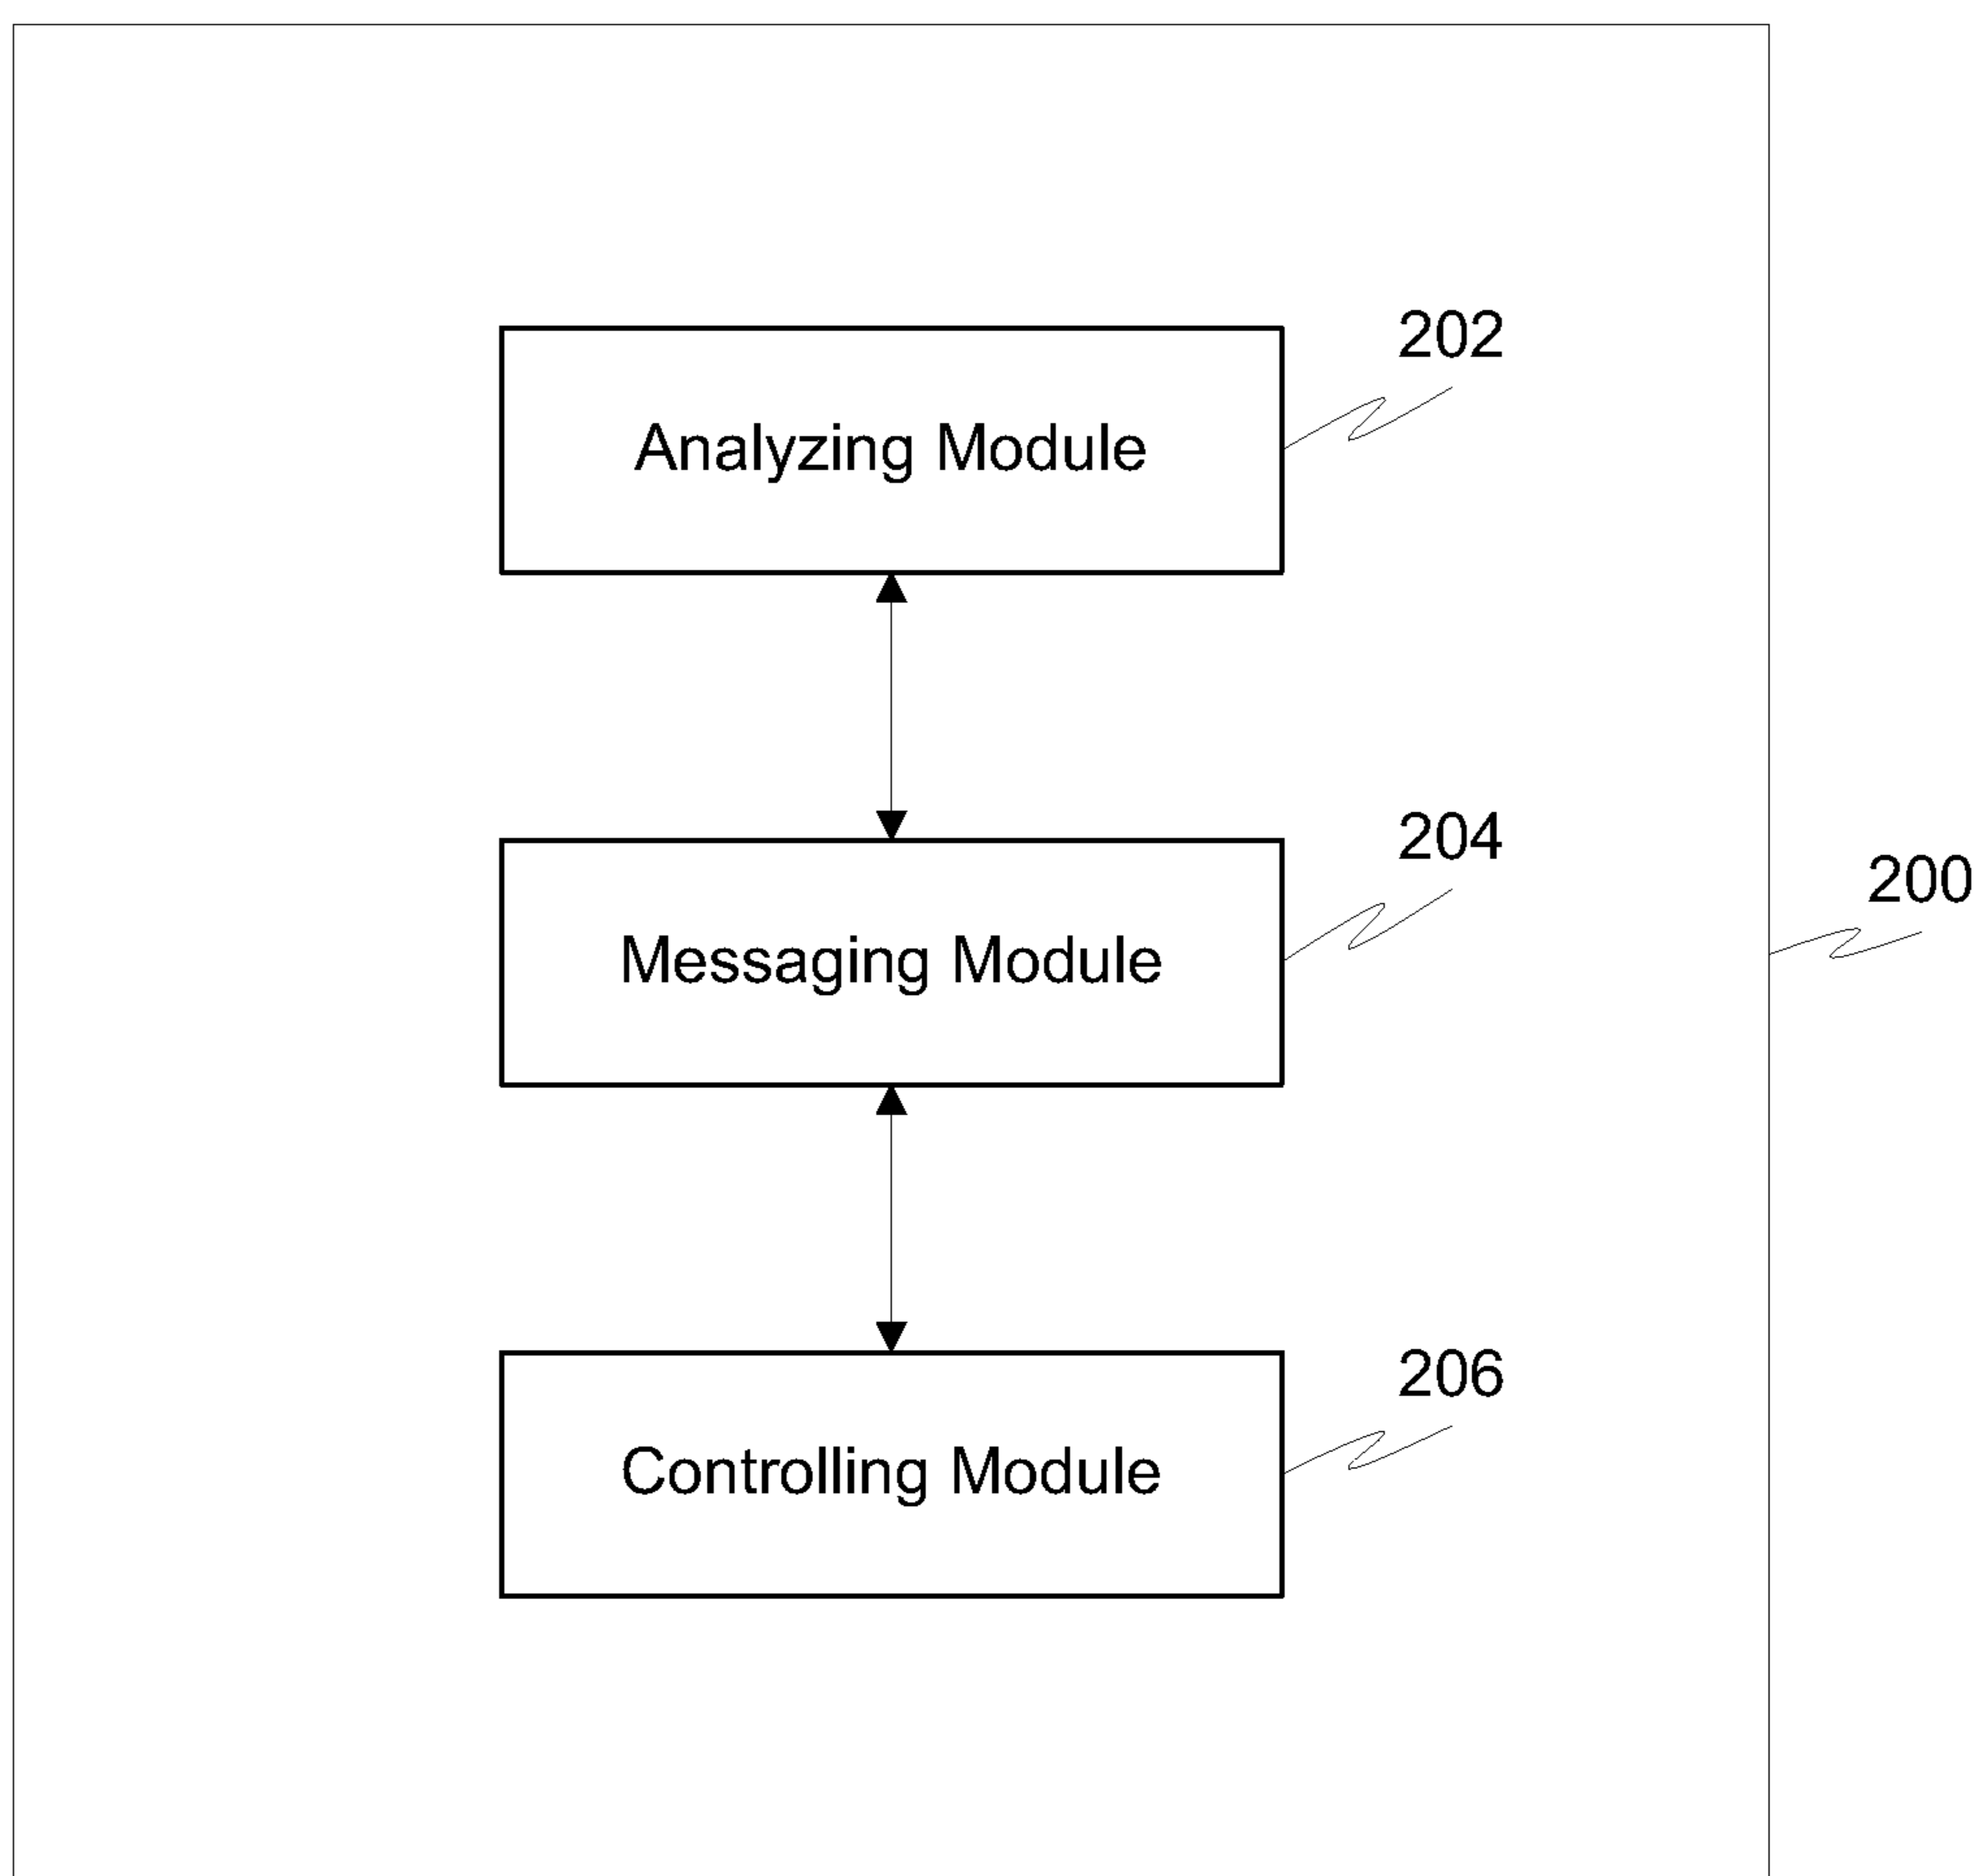 202
Analyzing Module
204
200
Messaging Module
206
Controlling Module